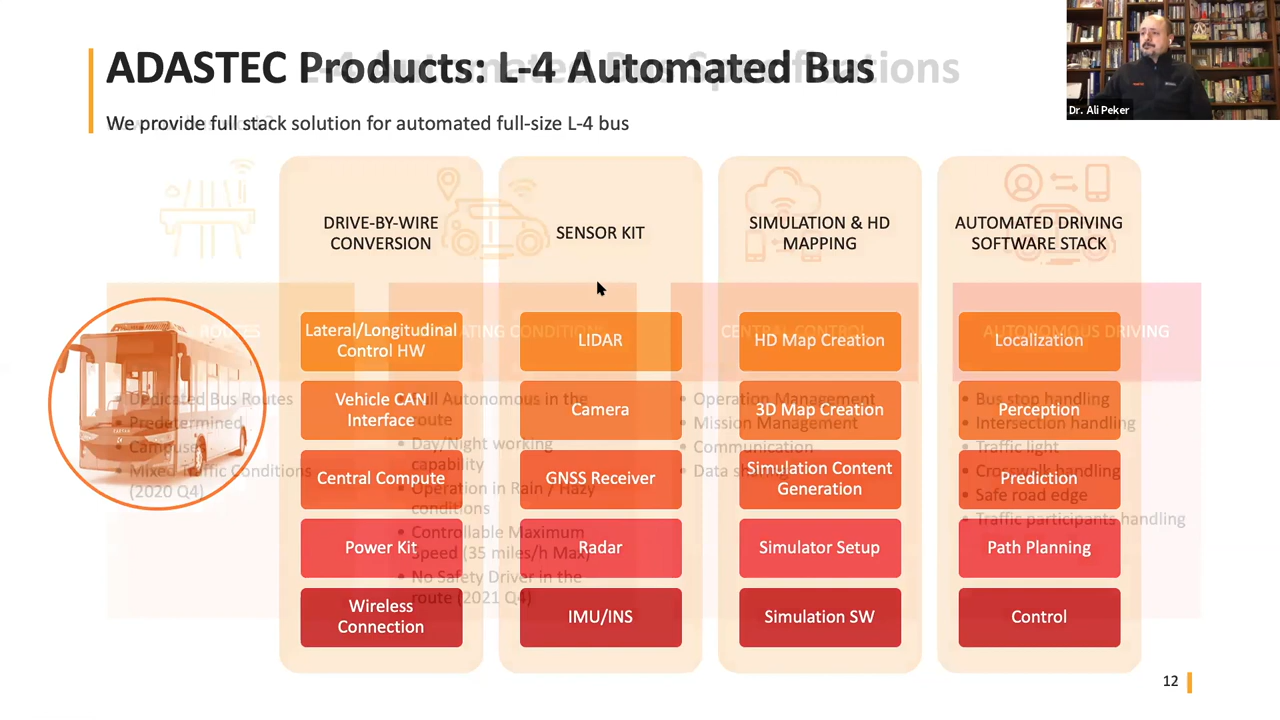 ADASTEC Products: L-4 Automated Bus
We provide full stack solution for automated full-size L-4 bus
Dr. Ali Peker
DRIVE-BY-WIRE
CONVERSION
Lateral/Longitudinal
Control HW
Vehicle CAN
Interface
Central Compute
Power Kit
Wireless
Connection
SENSOR KIT
LIDAR
Camera
GNSS Receiver
Radar
IMU/INS
SIMULATION & HD
MAPPING
HD Map Creation
3D Map Creation
Simulation Content
Generation
Simulator Setup
Simulation SW
AUTOMATED DRIVING
SOFTWARE STACK
Localization
Perception
Prediction
Path Planning
Control
CENTRAL CONTROL
AUTONOMOUS DRIVING
Dedicated Bus Routes
Predetermined
Campuses
Mixed Traffic Conditions
(2020 Q4)
Autonomous in the
route
Day/Night working
capability
Operation in Rain / Hazy
conditions
Controllable Maximum
Speed (35 miles/h Max)
No Safety Driver in the
route (2021 Q4)
Operation Management
Mission Management
Communication
Data sharing
Bus stop handling
Intersection handling
Traffic light
Crosswalk handling
Safe road edge
Traffic participants handling
12